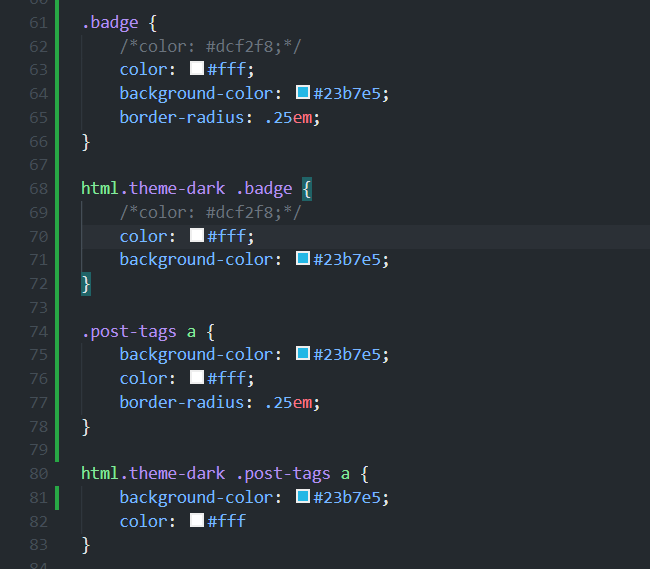 61 .badge {
62 /*color: #dcf2f8;*/
63 color: #fff;
64 background-color: #23b7e5;
65 border-radius: .25em;
66 }
67
68 html.theme-dark .badge {
69 /*color: #dcf2f8;*/
70 color: #fff;
71 background-color: #23b7e5;
72 }
73
74 .post-tags a {
75 background-color: #23b7e5;
76 color: #fff;
77 border-radius: .25em;
78 }
79
80 html.theme-dark .post-tags a {
81 background-color: #23b7e5;
82 color: #fff
83 }